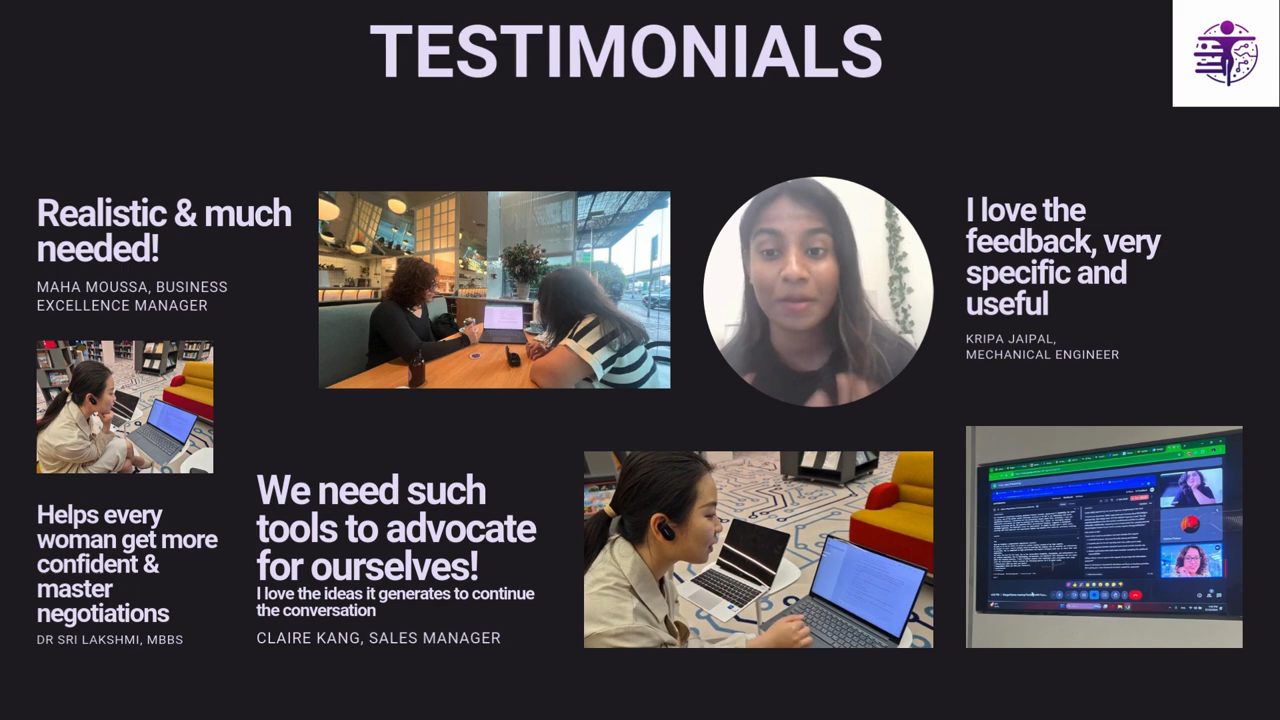 TESTIMONIALS
Realistic & much
needed!
MAHA MOUSSA, BUSINESS
EXCELLENCE MANAGER
I love the
feedback, very
specific and
useful
KRIPA JAIPAL,
MECHANICAL ENGINEER
Helps every
woman get more
confident &
master
negotiations
DR SRI LAKSHMI, MBBS
We need such
tools to advocate
for ourselves!
I love the ideas it generates to continue
the conversation
CLAIRE KANG, SALES MANAGER